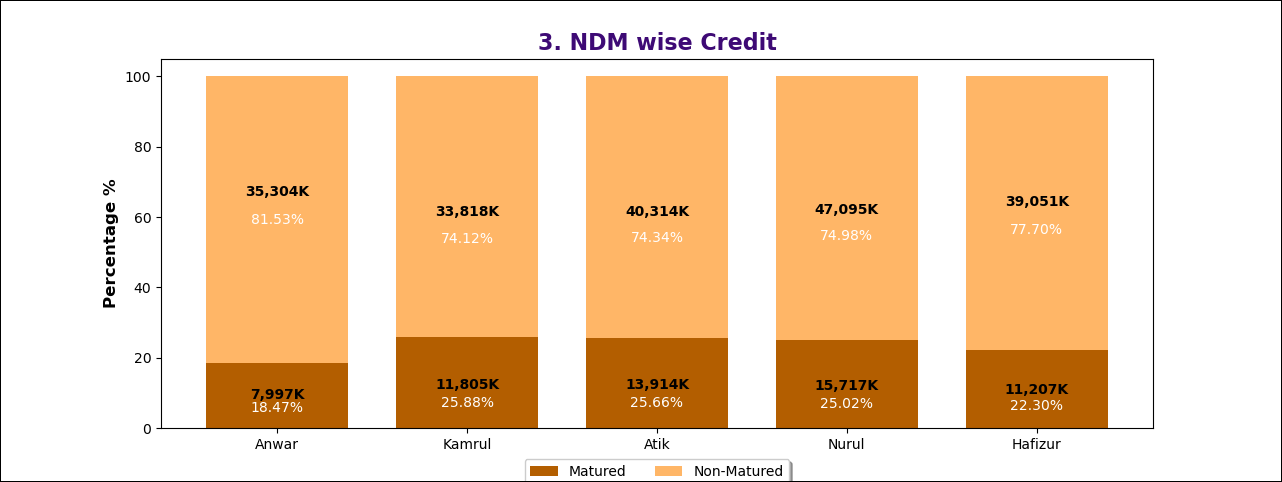 3. NDM wise Credit
Percentage %
100
80
60
40
20
0
35,304K
81.53%
7,997K
18.47%
33,818K
74.12%
11,805K
25.88%
40,314K
74.34%
13,914K
25.66%
47,095K
74.98%
15,717K
25.02%
39,051K
77.70%
11,207K
22.30%
Anwar
Kamrul
Atik
Nurul
Hafizur
Matured
Non-Matured